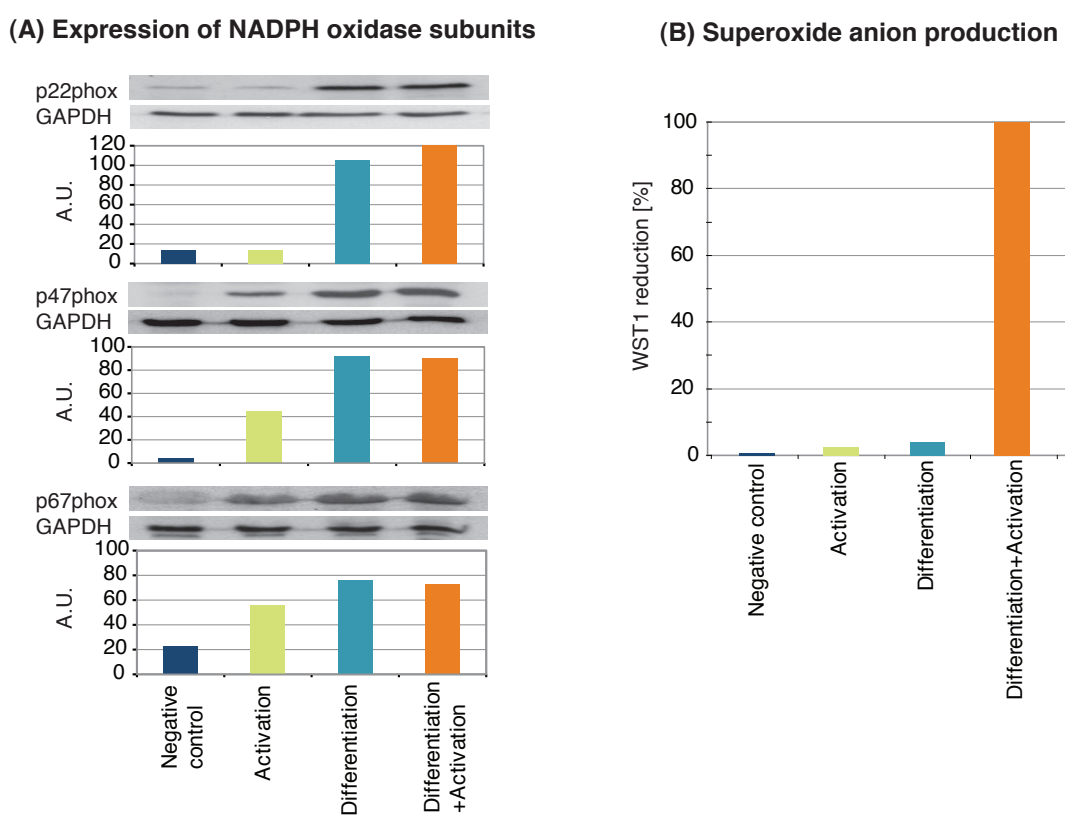 (A) Expression of NADPH oxidase subunits
p22phox
GAPDH
120
100
80
60
40
20
0
A.U.
p47phox
GAPDH
100
80
60
40
20
0
A.U.
p67phox
GAPDH
100
80
60
40
20
0
A.U.
Negative
control
Activation
Differentiation
Differentiation
+Activation
(B) Superoxide anion production
100
80
60
40
20
0
WST1 reduction [%]
Negative control
Activation
Differentiation
Differentiation+Activation